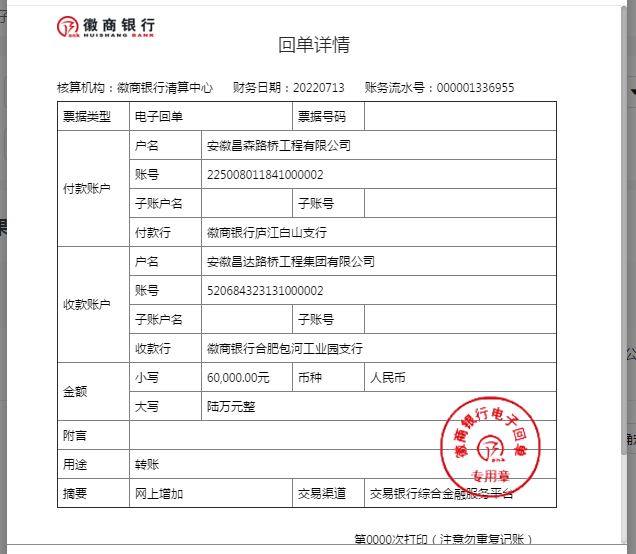 徽商银行
HUISHANG BANK
回单详情
核算机构：徽商银行清算中心 财务日期：20220713 账务流水号：000001336955
票据类型 电子回单 票据号码
付款账户
户名 安徽昌森路桥工程有限公司
账号 225008011841000002
子账户名 子账号
付款行 徽商银行庐江白山支行
收款账户
户名 安徽昌达路桥工程集团有限公司
账号 520684323131000002
子账户名 子账号
收款行 徽商银行合肥包河工业园支行
金额
小写 60,000.00元 币种 人民币
大写 陆万元整
附言
用途 转账
摘要 网上增加 交易渠道 交易银行综合金融服务平台
徽商银行电子回单
专用章
第0000次打印（注意勿重复记账）